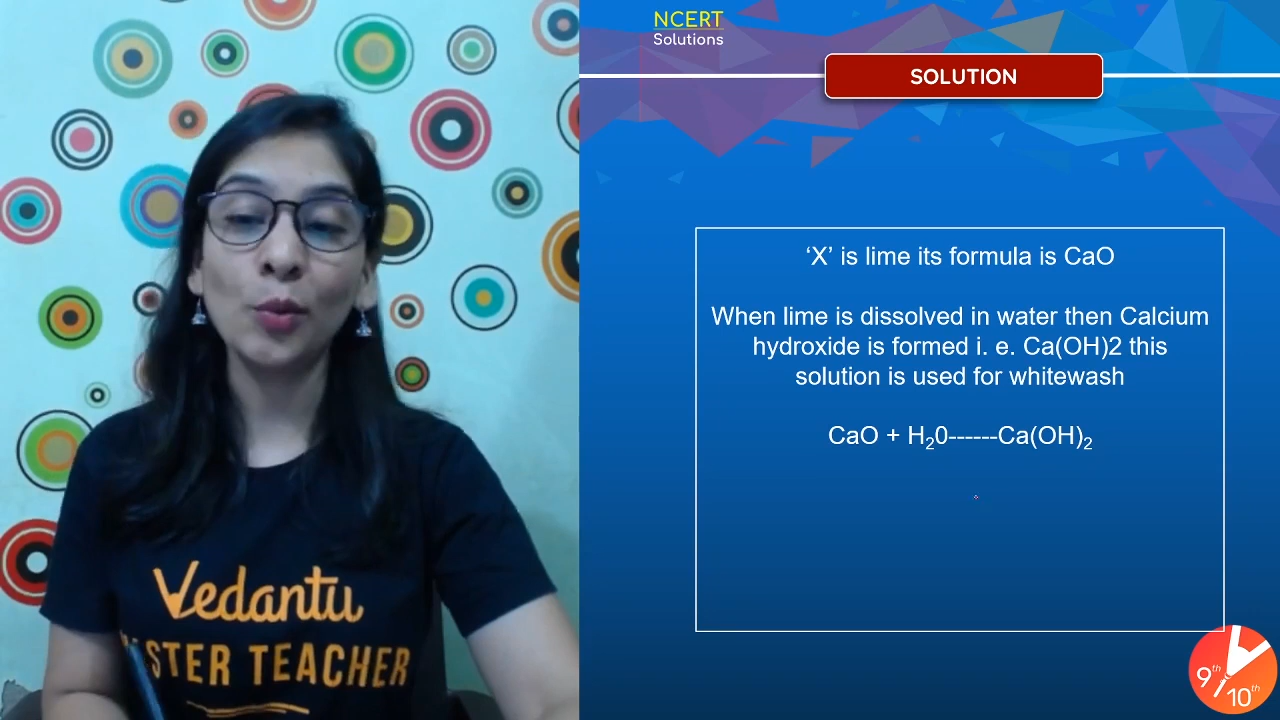 NCERT
Solutions
SOLUTION
‘X’ is lime its formula is CaO
When lime is dissolved in water then Calcium
hydroxide is formed i. e. Ca(OH)2 this
solution is used for whitewash
CaO + H₂0------Ca(OH)₂
Vedantu
STER TEACHER
Vedantu
9th/10th